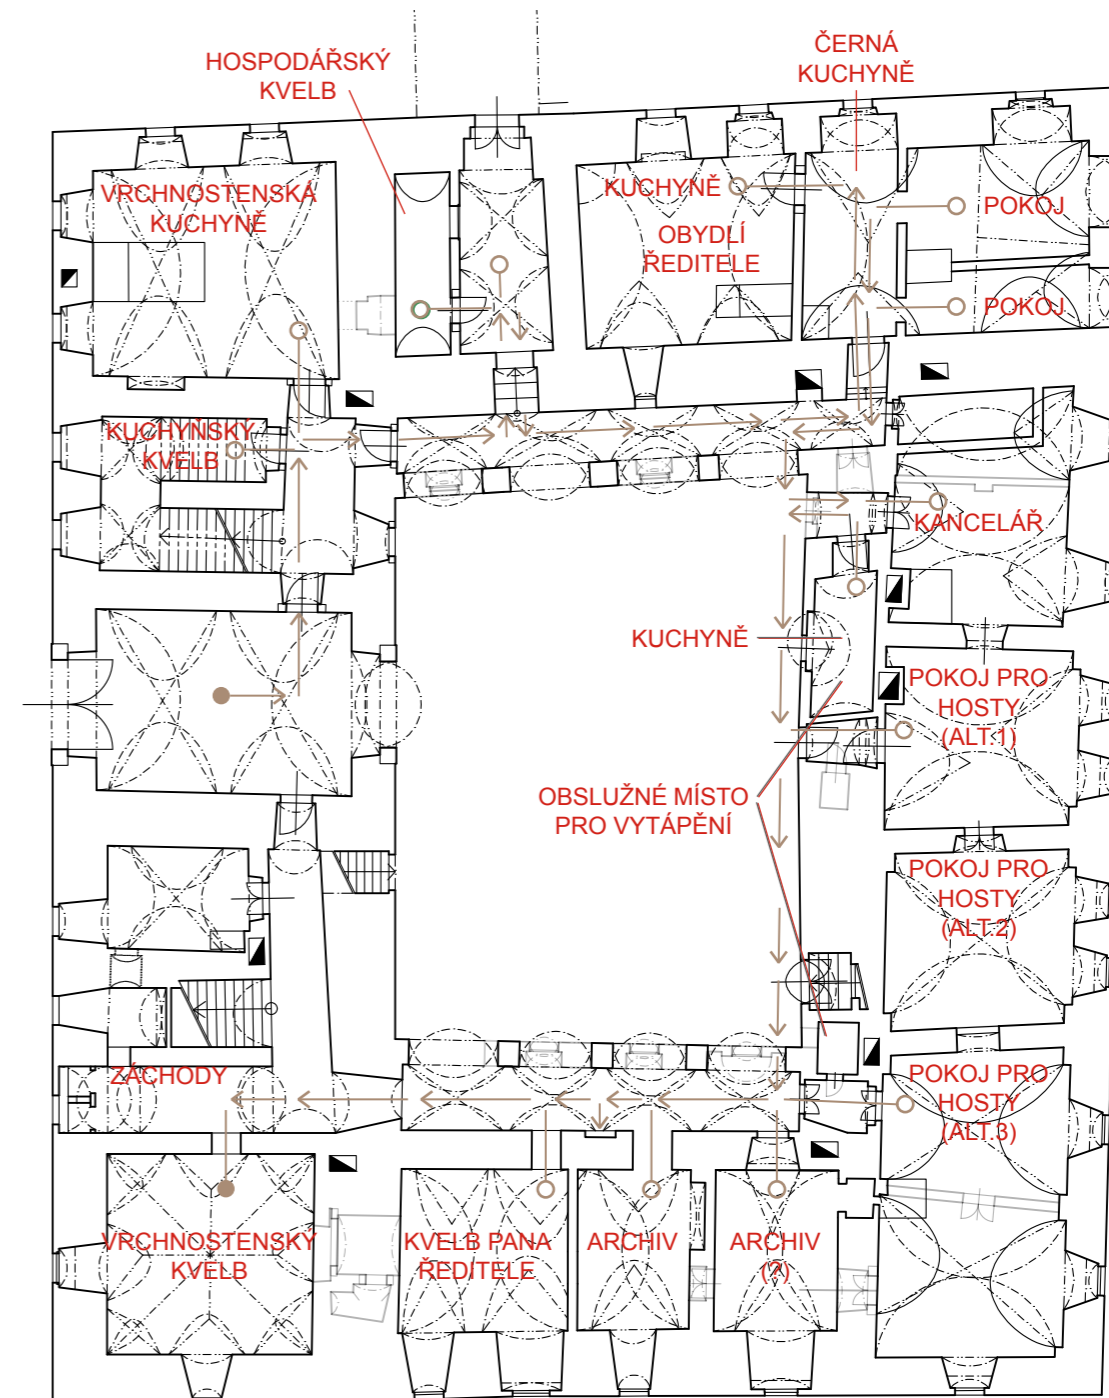 HOSPODÁŘSKÝ
KVELB
ČERNÁ
KUCHYNĚ
VRCHNOSTENSKÁ
KUCHYNĚ
KUCHYNĚ
OBYDLÍ
ŘEDITELE
POKOJ
POKOJ
KUCHYŇSKÝ
KVELB
KANCELÁŘ
KUCHYNĚ
POKOJ PRO
HOSTY
(ALT.1)
OBSLUŽNÉ MÍSTO
PRO VYTÁPĚNÍ
POKOJ PRO
HOSTY
(ALT.2)
ZÁCHODY
POKOJ PRO
HOSTY
(ALT.3)
VRCHNOSTENSKÝ
KVELB
KVELB PANA
ŘEDITELE
ARCHIV
ARCHIV
(?)